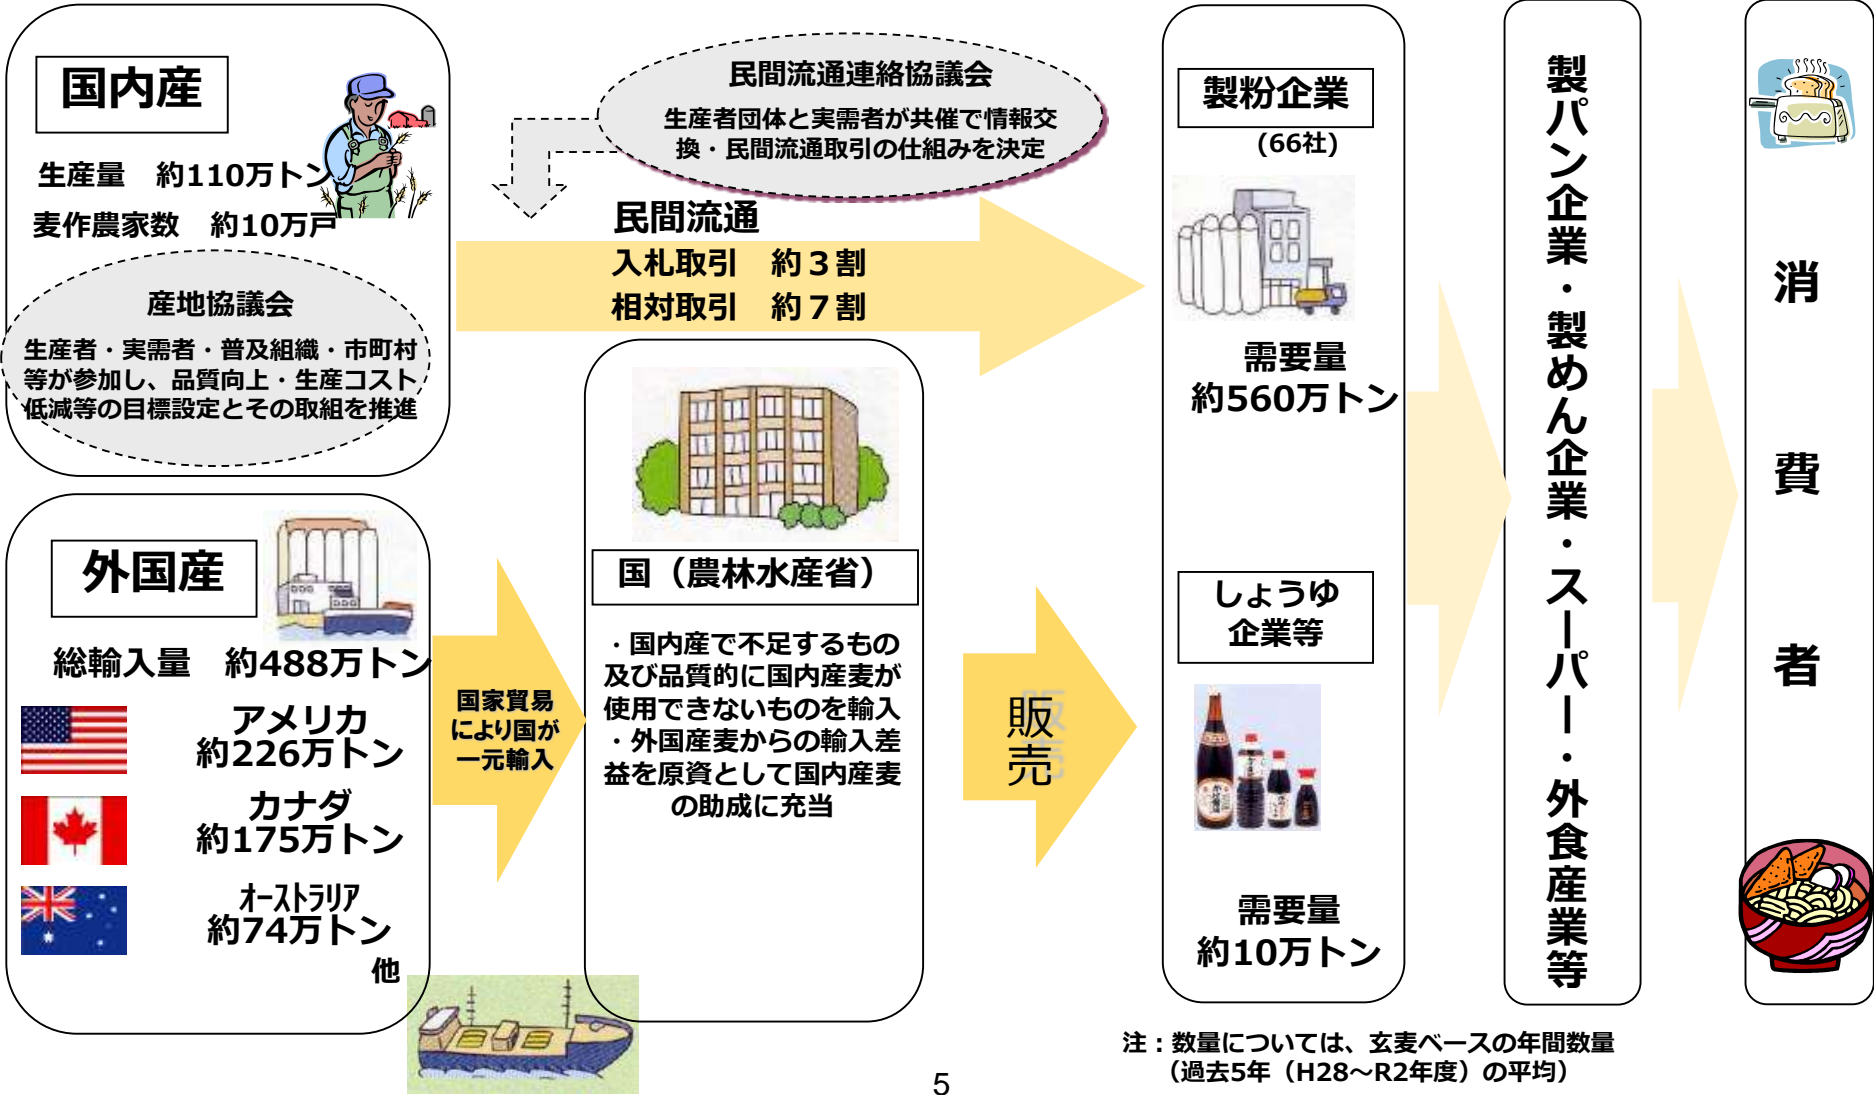 国内産
生産量　約110万トン
麦作農家数　約10万戸
産地協議会
生産者・実需者・普及組織・市町村
等が参加し、品質向上・生産コスト
低減等の目標設定とその取組を推進
民間流通連絡協議会
生産者団体と実需者が共催で情報交
換・民間流通取引の仕組みを決定
民間流通
入札取引　約３割
相対取引　約７割
外国産
総輸入量　約488万トン
アメリカ
約226万トン
カナダ
約175万トン
ｵｰｽﾄﾗﾘｱ
約74万トン
他
国家貿易
により国が
一元輸入
国（農林水産省）
・国内産で不足するもの
及び品質的に国内産麦が
使用できないものを輸入
・外国産麦からの輸入差
益を原資として国内産麦
の助成に充当
販売
製粉企業
(66社)
需要量
約560万トン
しょうゆ
企業等
需要量
約10万トン
製パン企業・製めん企業・スーパー・外食産業等
消費者
注：数量については、玄麦ベースの年間数量
（過去5年（H28～R2年度）の平均）
5